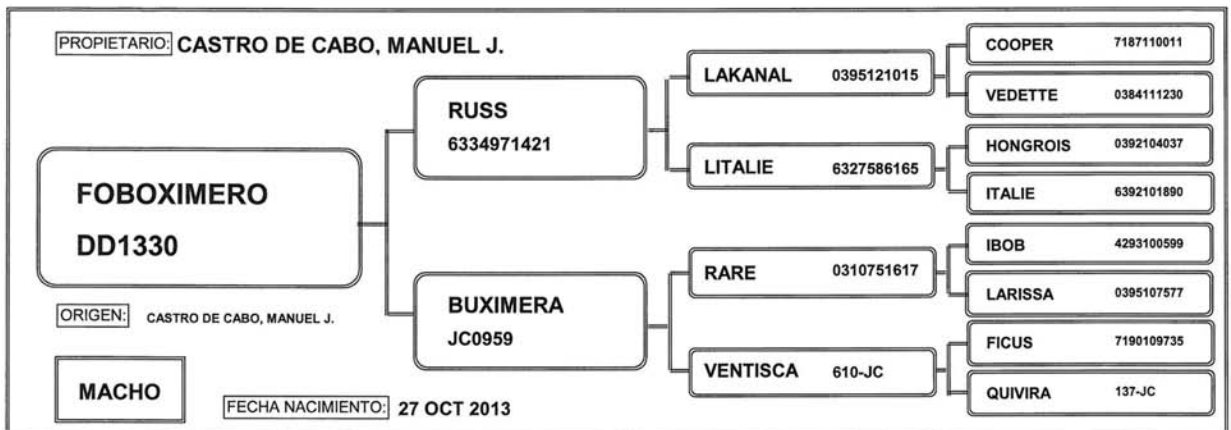 PROPIETARIO: CASTRO DE CABO, MANUEL J.
FOBOXIMERO
DD1330
ORIGEN: CASTRO DE CABO, MANUEL J.
MACHO
FECHA NACIMIENTO: 27 OCT 2013
RUSS
6334971421
BUXIMERA
JC0959
LAKANAL 0395121015
LITALIE 6327586165
RARE 0310751617
VENTISCA 610-JC
COOPER 7187110011
VEDETTE 0384111230
HONGROIS 0392104037
ITALIE 6392101890
IBOB 4293100599
LARISSA 0395107577
FICUS 7190109735
QUIVIRA 137-JC